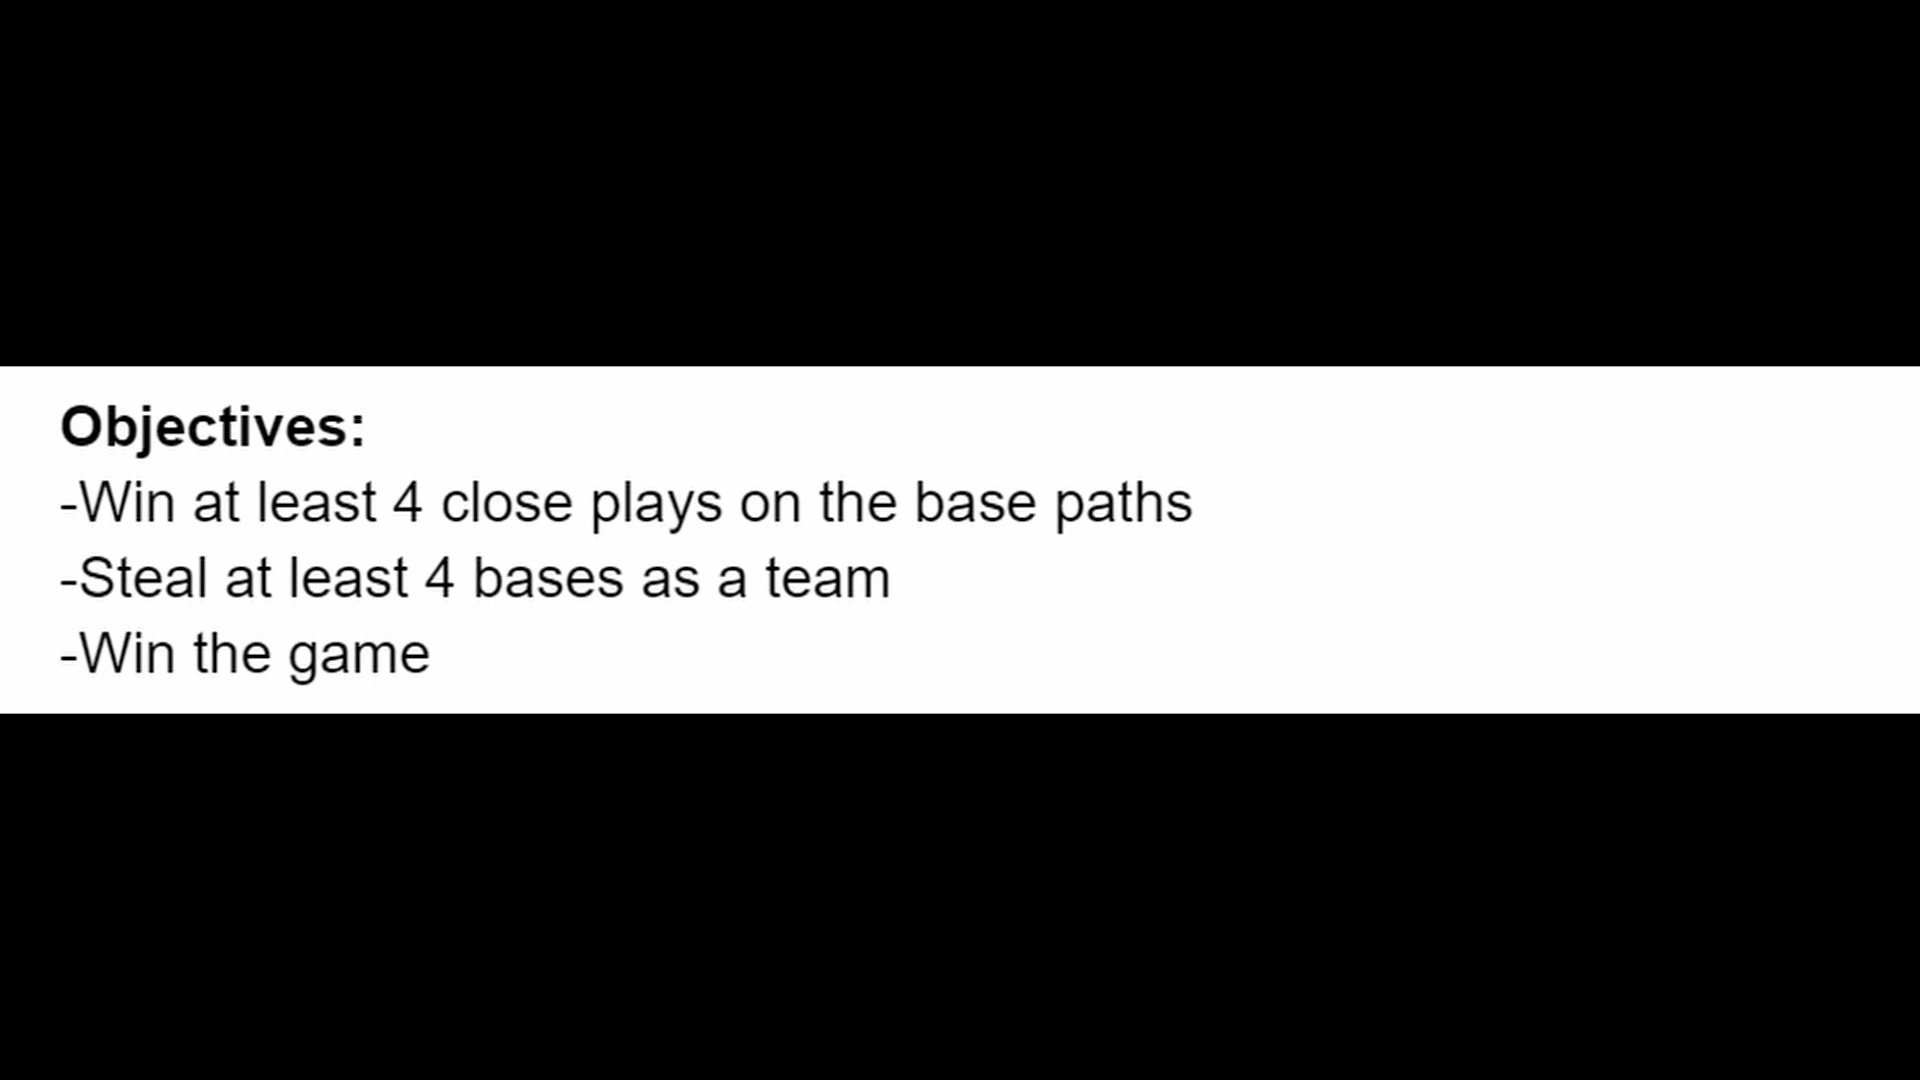 Objectives:
-Win at least 4 close plays on the base paths
-Steal at least 4 bases as a team
-Win the game